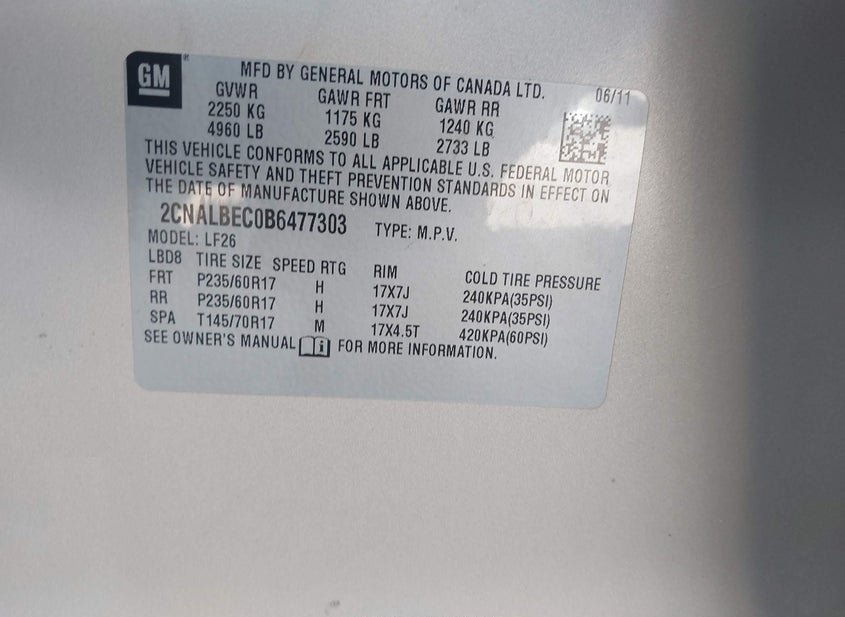 GM
MFD BY GENERAL MOTORS OF CANADA LTD. 06/11
GVWR GAWR FRT GAWR RR
2250 KG 1175 KG 1240 KG
4960 LB 2590 LB 2733 LB
THIS VEHICLE CONFORMS TO ALL APPLICABLE U.S. FEDERAL MOTOR
VEHICLE SAFETY AND THEFT PREVENTION STANDARDS IN EFFECT ON
THE DATE OF MANUFACTURE SHOWN ABOVE.
2CNALBEC0B6477303 TYPE: M.P.V.
MODEL: LF26
LBD8 TIRE SIZE SPEED RTG RIM COLD TIRE PRESSURE
FRT P235/60R17 H 17X7J 240KPA(35PSI)
RR P235/60R17 H 17X7J 240KPA(35PSI)
SPA T145/70R17 M 17X4.5T 420KPA(60PSI)
SEE OWNER'S MANUAL i FOR MORE INFORMATION.